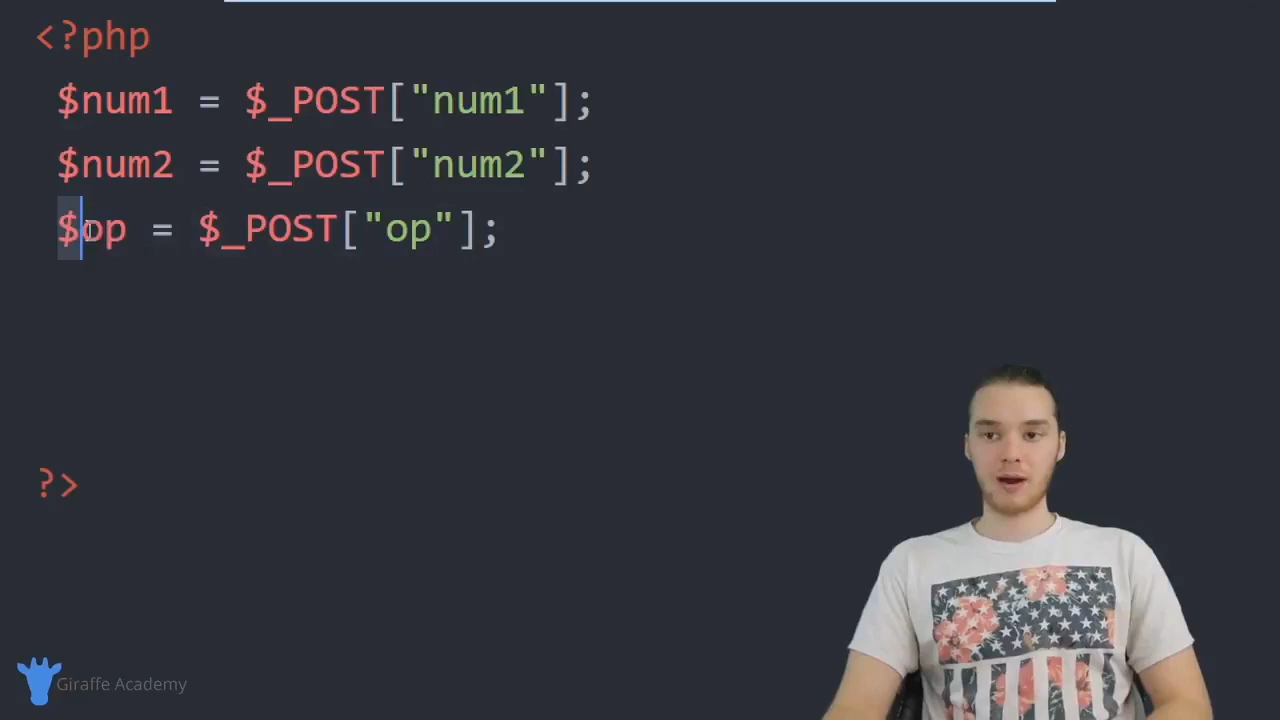 <?php
$num1 = $_POST["num1"];
$num2 = $_POST["num2"];
$op = $_POST["op"];
?>
Giraffe Academy